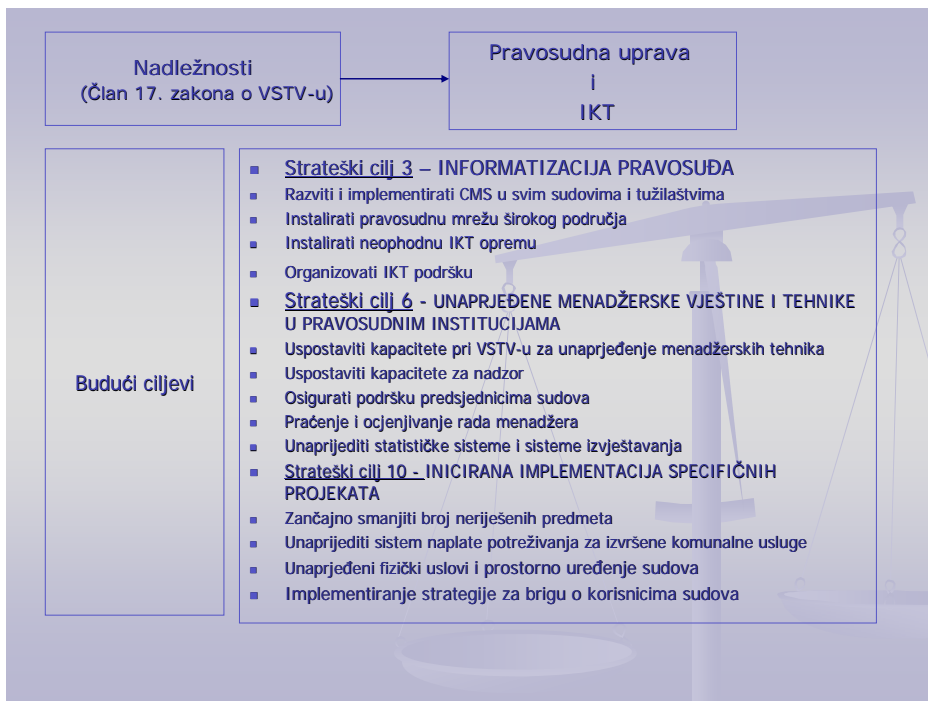 Nadležnosti
(Član 17. zakona o VSTV-u)
Pravosudna uprava
i
IKT
Budući ciljevi
Strateški cilj 3 – INFORMATIZACIJA PRAVOSUĐA
Razviti i implementirati CMS u svim sudovima i tužilaštvima
Instalirati pravosudnu mrežu širokog područja
Instalirati neophodnu IKT opremu
Organizovati IKT podršku
Strateški cilj 6 - UNAPRJEĐENE MENADŽERSKE VJEŠTINE I TEHNIKE
U PRAVOSUDNIM INSTITUCIJAMA
Uspostaviti kapacitete pri VSTV-u za unaprjeđenje menadžerskih tehnika
Uspostaviti kapacitete za nadzor
Osigurati podršku predsjednicima sudova
Praćenje i ocjenjivanje rada menadžera
Unaprijediti statističke sisteme i sisteme izvještavanja
Strateški cilj 10 - INICIRANA IMPLEMENTACIJA SPECIFIČNIH
PROJEKATA
Zančajno smanjiti broj neriješenih predmeta
Unaprijediti sistem naplate potreživanja za izvršene komunalne usluge
Unaprjeđeni fizički uslovi i prostorno uređenje sudova
Implementiranje strategije za brigu o korisnicima sudova